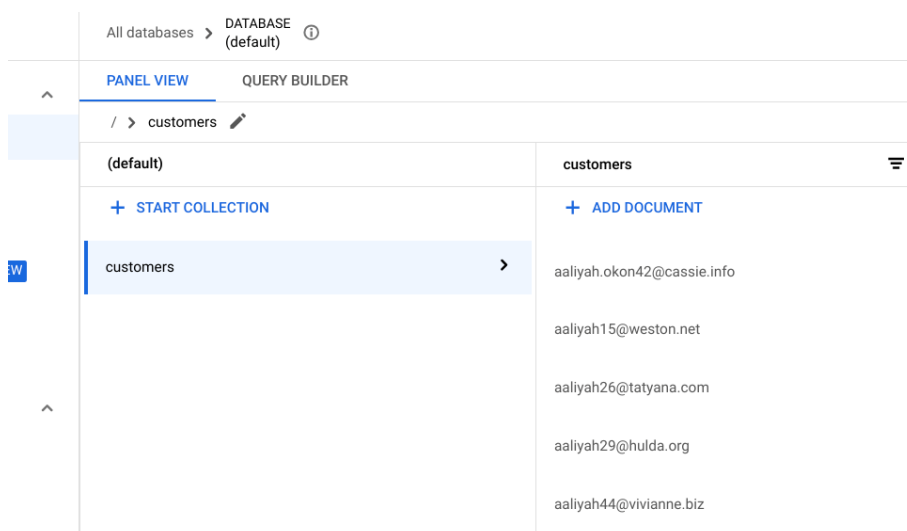 All databases
DATABASE
(default)
PANEL VIEW
QUERY BUILDER
/ > customers
(default)
customers
+ START COLLECTION
+ ADD DOCUMENT
customers
aaliyah.okon42@cassie.info
EW
aaliyah15@weston.net
aaliyah26@tatyana.com
aaliyah29@hulda.org
aaliyah44@vivianne.biz